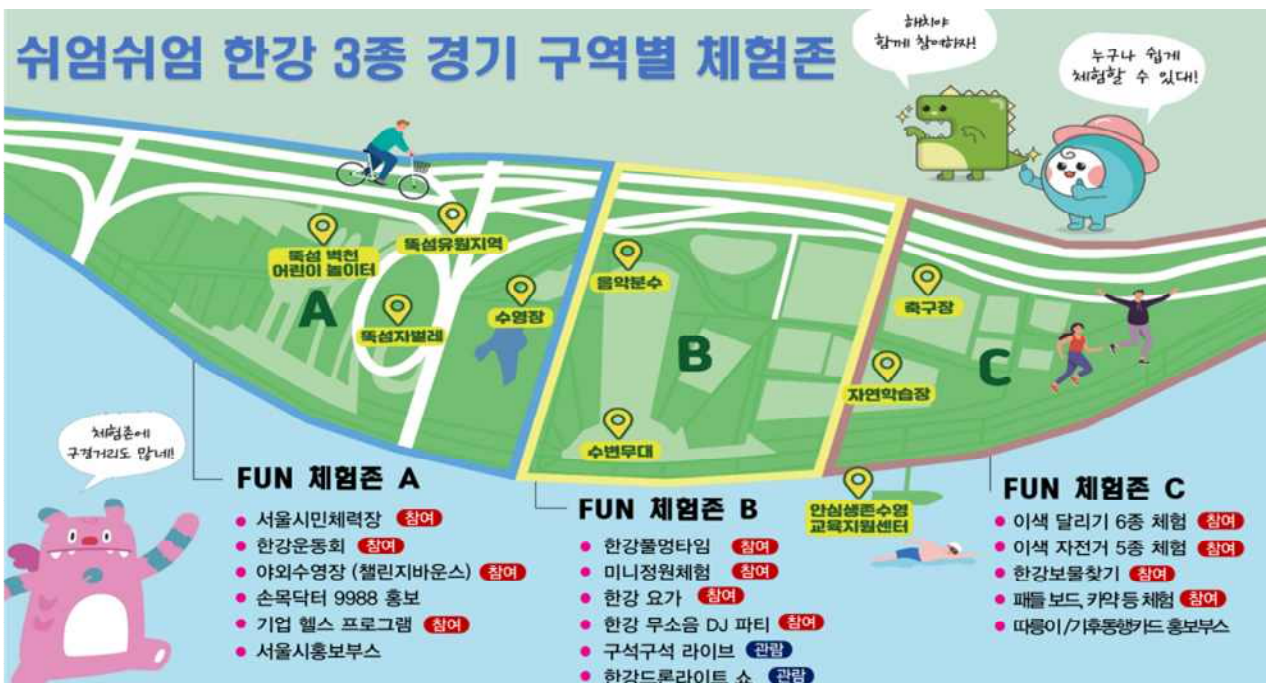 쉬엄쉬엄 한강 3종 경기 구역별 체험존
해치야
함께 참여하자!
누구나 쉽게
체험할 수 있대!
뚝섬 벽천
어린이 놀이터
뚝섬유원지역
A
뚝섬자벌레
수영장
음악분수
B
수변무대
축구장
C
자연학습장
안심생존수영
교육지원센터
체험존에
구경거리도 많네!
FUN 체험존 A
서울시민체력장 참여
한강운동회 참여
야외수영장 (챌린지바운스) 참여
손목닥터 9988 홍보
기업 헬스 프로그램 참여
서울시홍보부스
FUN 체험존 B
한강풀멍타임 참여
미니정원체험 참여
한강 요가 참여
한강 무소음 DJ 파티 참여
구석구석 라이브 관람
한강드론라이트 쇼 관람
FUN 체험존 C
이색 달리기 6종 체험 참여
이색 자전거 5종 체험 참여
한강보물찾기 참여
패들 보드, 카약 등 체험 참여
따릉이 / 기후동행카드 홍보부스